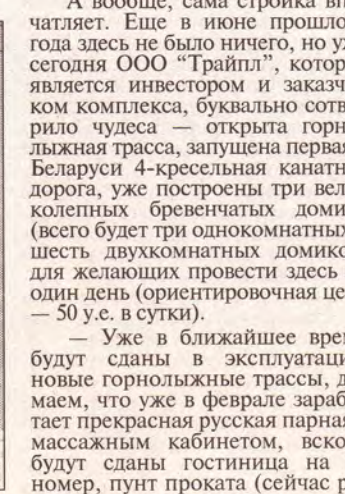 А вообще, сама стройка вп
чатляет. Еще в июне прошло
года здесь не было ничего, но уж
сегодня ООО “Трайпл”, котор
является инвестором и заказч
ком комплекса, буквально сотв
рило чудеса — открыта горн
лыжная трасса, запущена первая
Беларуси 4-кресельная канатн
дорога, уже построены три вел
колепных бревенчатых доми
(всего будет три однокомнатных
шесть двухкомнатных домико
для желающих провести здесь
один день (ориентировочная це
— 50 у.е. в сутки).
— Уже в ближайшее врем
будут сданы в эксплуатаци
новые горнолыжные трассы, д
маем, что уже в феврале зараб
тает прекрасная русская парная
массажным кабинетом, вско
будут сданы гостиница на
номер, пунт проката (сейчас р